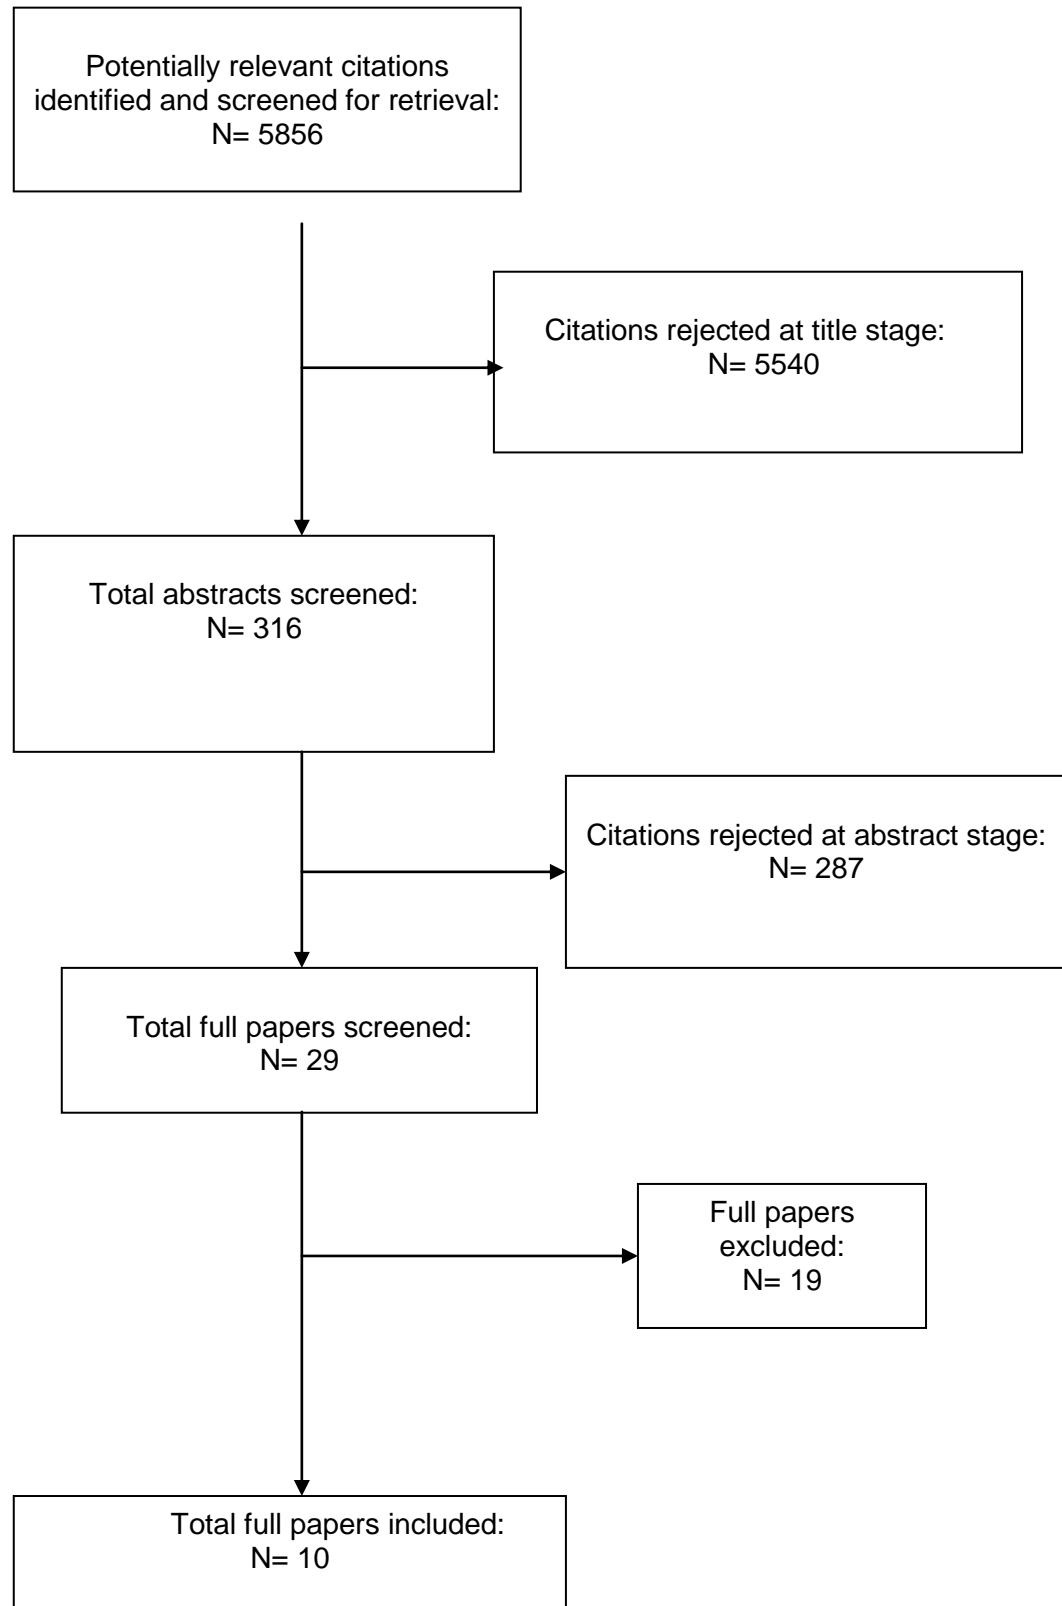 Potentially relevant citations
identified and screened for retrieval:
N= 5856
Citations rejected at title stage:
N= 5540
Total abstracts screened:
N= 316
Citations rejected at abstract stage:
N= 287
Total full papers screened:
N= 29
Full papers
excluded:
N= 19
Total full papers included:
N= 10